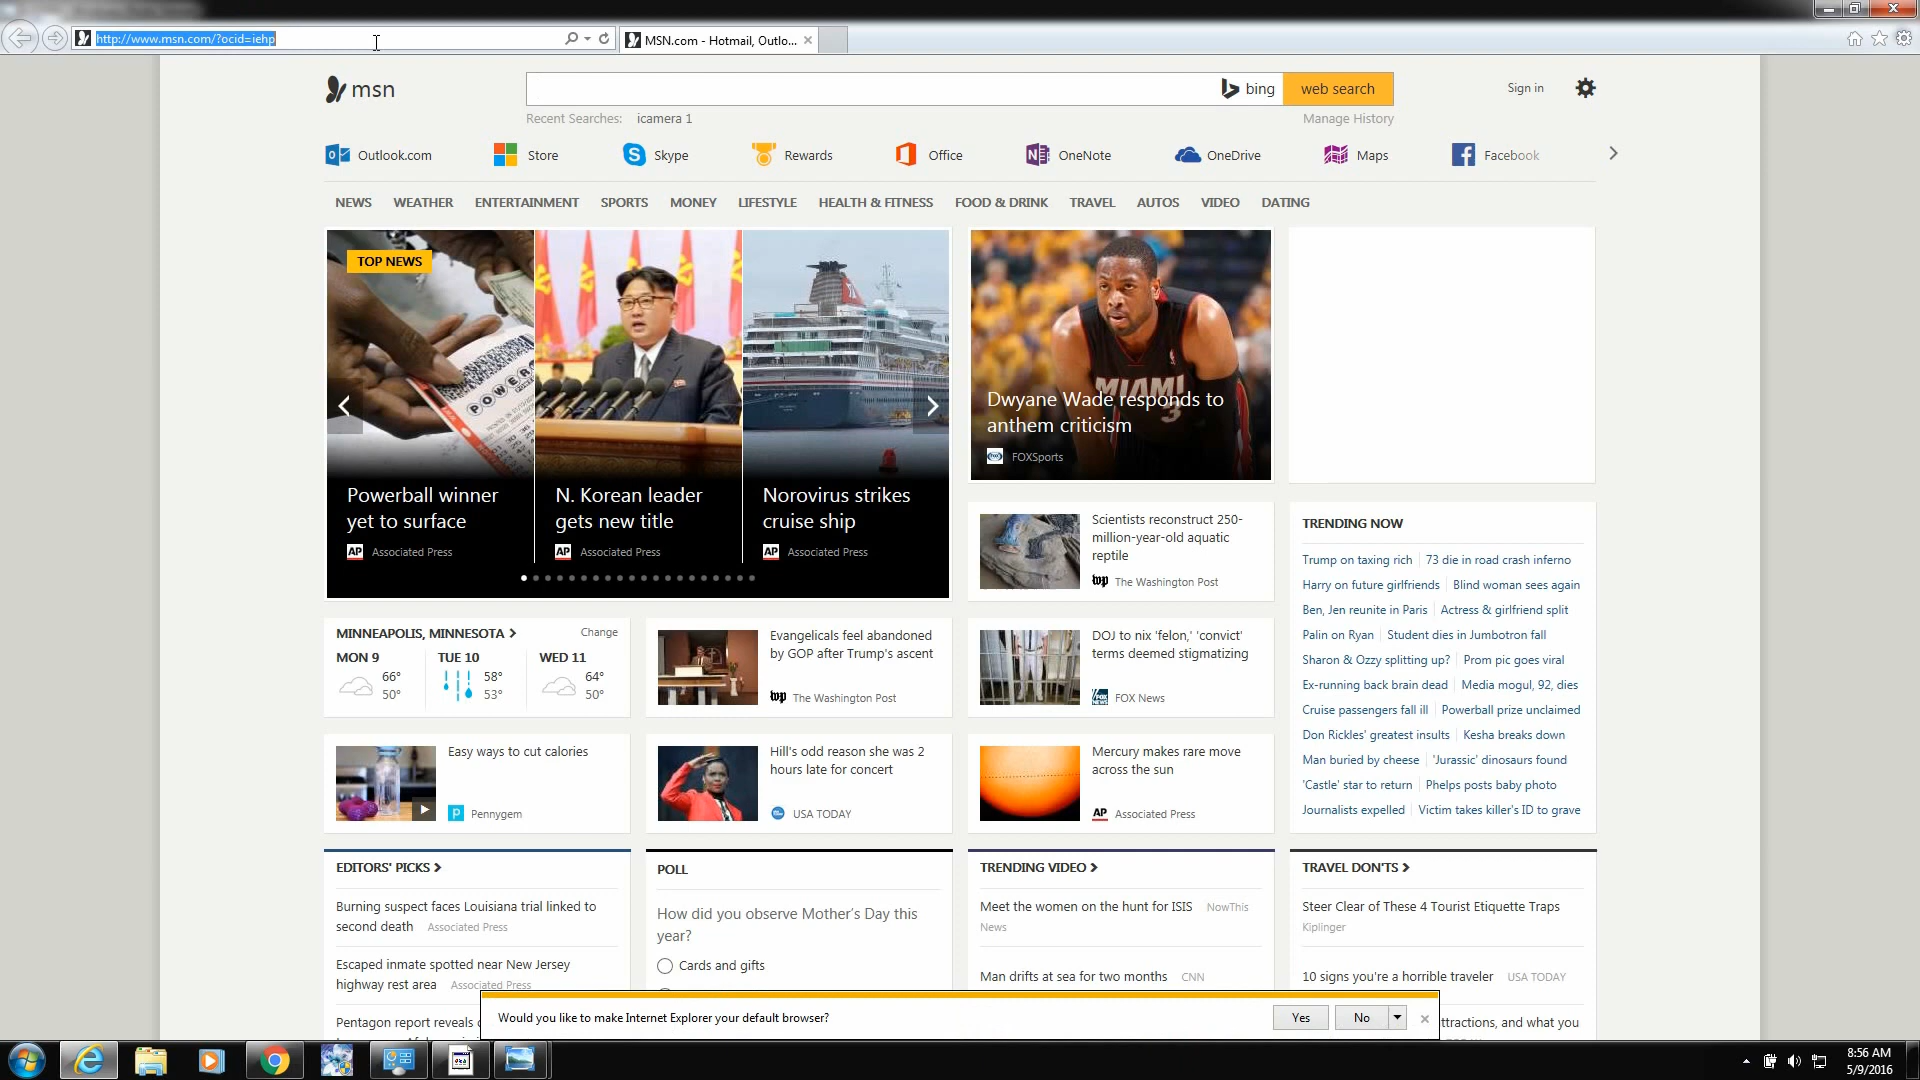 http://www.msn.com/?ocid=iehp
MSN.com - Hotmail, Outlo...
msn
bing
web search
Sign in
Recent Searches: icamera 1
Manage History
Outlook.com
Store
Skype
Rewards
Office
OneNote
OneDrive
Maps
Facebook
NEWS WEATHER ENTERTAINMENT SPORTS MONEY LIFESTYLE HEALTH & FITNESS FOOD & DRINK TRAVEL AUTOS VIDEO DATING
TOP NEWS
Powerball winner
yet to surface
AP Associated Press
N. Korean leader
gets new title
AP Associated Press
Norovirus strikes
cruise ship
AP Associated Press
MIAMI
3
Dwyane Wade responds to
anthem criticism
FOXSports
Scientists reconstruct 250-
million-year-old aquatic
reptile
wp The Washington Post
TRENDING NOW
Trump on taxing rich 73 die in road crash inferno
Harry on future girlfriends Blind woman sees again
Ben, Jen reunite in Paris Actress & girlfriend split
Palin on Ryan Student dies in Jumbotron fall
Sharon & Ozzy splitting up? Prom pic goes viral
Ex-running back brain dead Media mogul, 92, dies
Cruise passengers fall ill Powerball prize unclaimed
Don Rickles' greatest insults Kesha breaks down
Man buried by cheese 'Jurassic' dinosaurs found
'Castle' star to return Phelps posts baby photo
Journalists expelled Victim takes killer's ID to grave
MINNEAPOLIS, MINNESOTA
Change
MON 9 TUE 10 WED 11
66° 58° 64°
50° 53° 50°
Evangelicals feel abandoned
by GOP after Trump's ascent
wp The Washington Post
DOJ to nix 'felon,' 'convict'
terms deemed stigmatizing
FOX News
Easy ways to cut calories
p Pennygem
Hill's odd reason she was 2
hours late for concert
USA TODAY
Mercury makes rare move
across the sun
AP Associated Press
EDITORS' PICKS
Burning suspect faces Louisiana trial linked to
second death Associated Press
Escaped inmate spotted near New Jersey
highway rest area Associated Press
Pentagon report reveals
POLL
How did you observe Mother's Day this
year?
Cards and gifts
TRENDING VIDEO
Meet the women on the hunt for ISIS NowThis
News
Man drifts at sea for two months CNN
TRAVEL DON'TS
Steer Clear of These 4 Tourist Etiquette Traps
Kiplinger
10 signs you're a horrible traveler USA TODAY
ttractions, and what you
Would you like to make Internet Explorer your default browser?
Yes
No
8:56 AM
5/9/2016